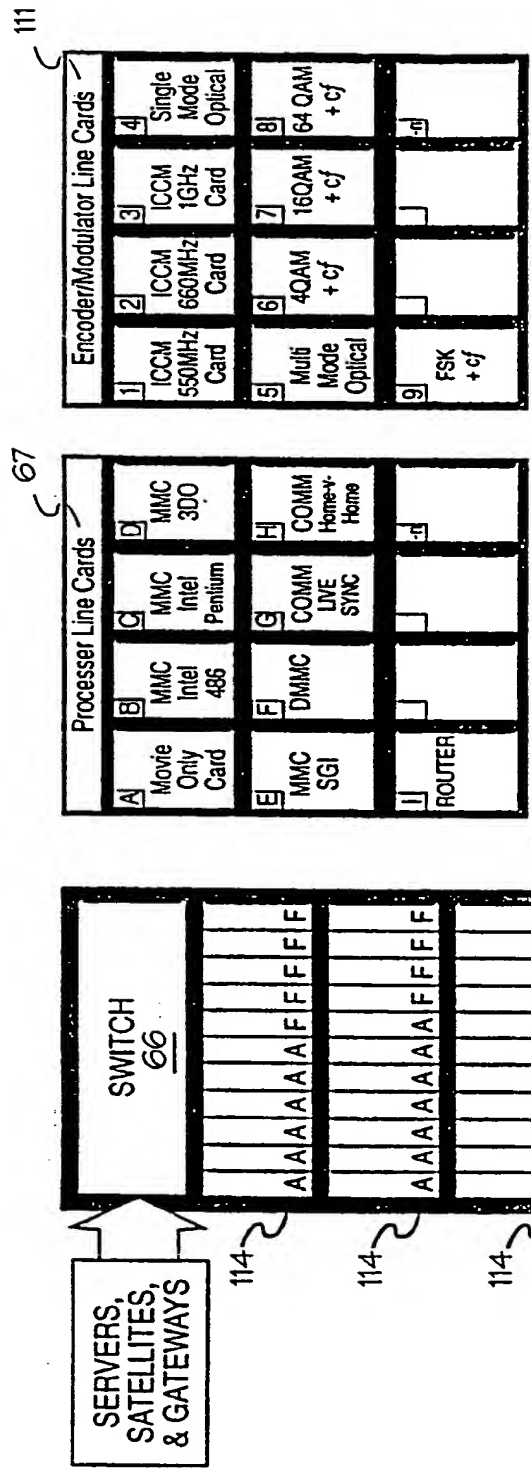 SERVERS,
SATELLITES,
& GATEWAYS
SWITCH
66
114
A A A A A A F F F F F
114
A A A A A A A F F F F
114
67
Processer Line Cards
A
Movie
Only
Card
B
MMC
Intel
486
C
MMC
Intel
Pentium
D
MMC
3DO
E
MMC
SGI
F
DMMC
G
COMM
LIVE
SYNC
H
COMM
Home-v-
Home
I
ROUTER
-n
111
Encoder/Modulator Line Cards
1
ICCM
550MHz
Card
2
ICCM
660MHz
Card
3
ICCM
1GHz
Card
4
Single
Mode
Optical
5
Multi
Mode
Optical
6
4QAM
+ cf
7
16QAM
+ cf
8
64 QAM
+ cf
9
FSK
+ cf
-n